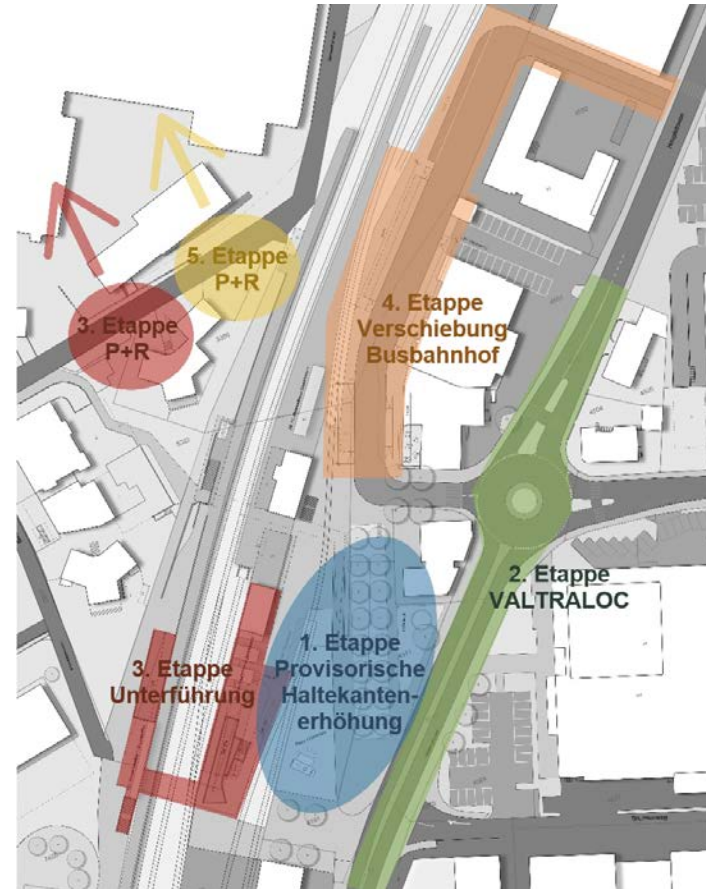 5. Etappe
P+R
3. Etappe
P+R
4. Etappe
Verschiebung
Busbahnhof
2. Etappe
VALTRALOC
1. Etappe
Provisorische
Haltekanten-
erhöhung
3. Etappe
Unterführung